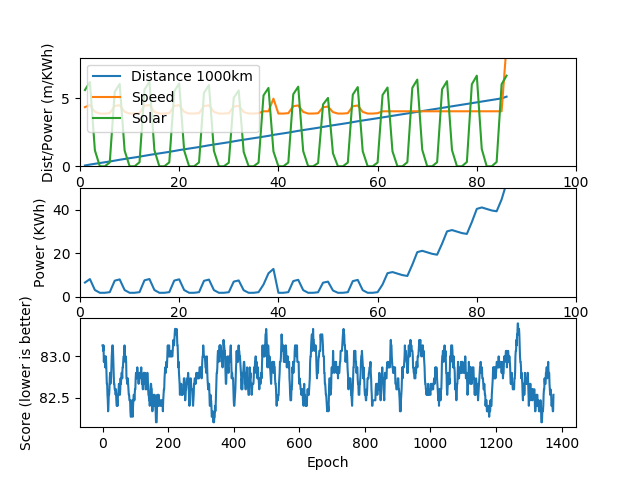 Dist/Power (m/KWh)
Distance 1000km
Speed
Solar
5
0
0 20 40 60 80 100
Power (KWh)
40
20
0
0 20 40 60 80 100
Score (lower is better)
83.0
82.5
0 200 400 600 800 1000 1200 1400
Epoch